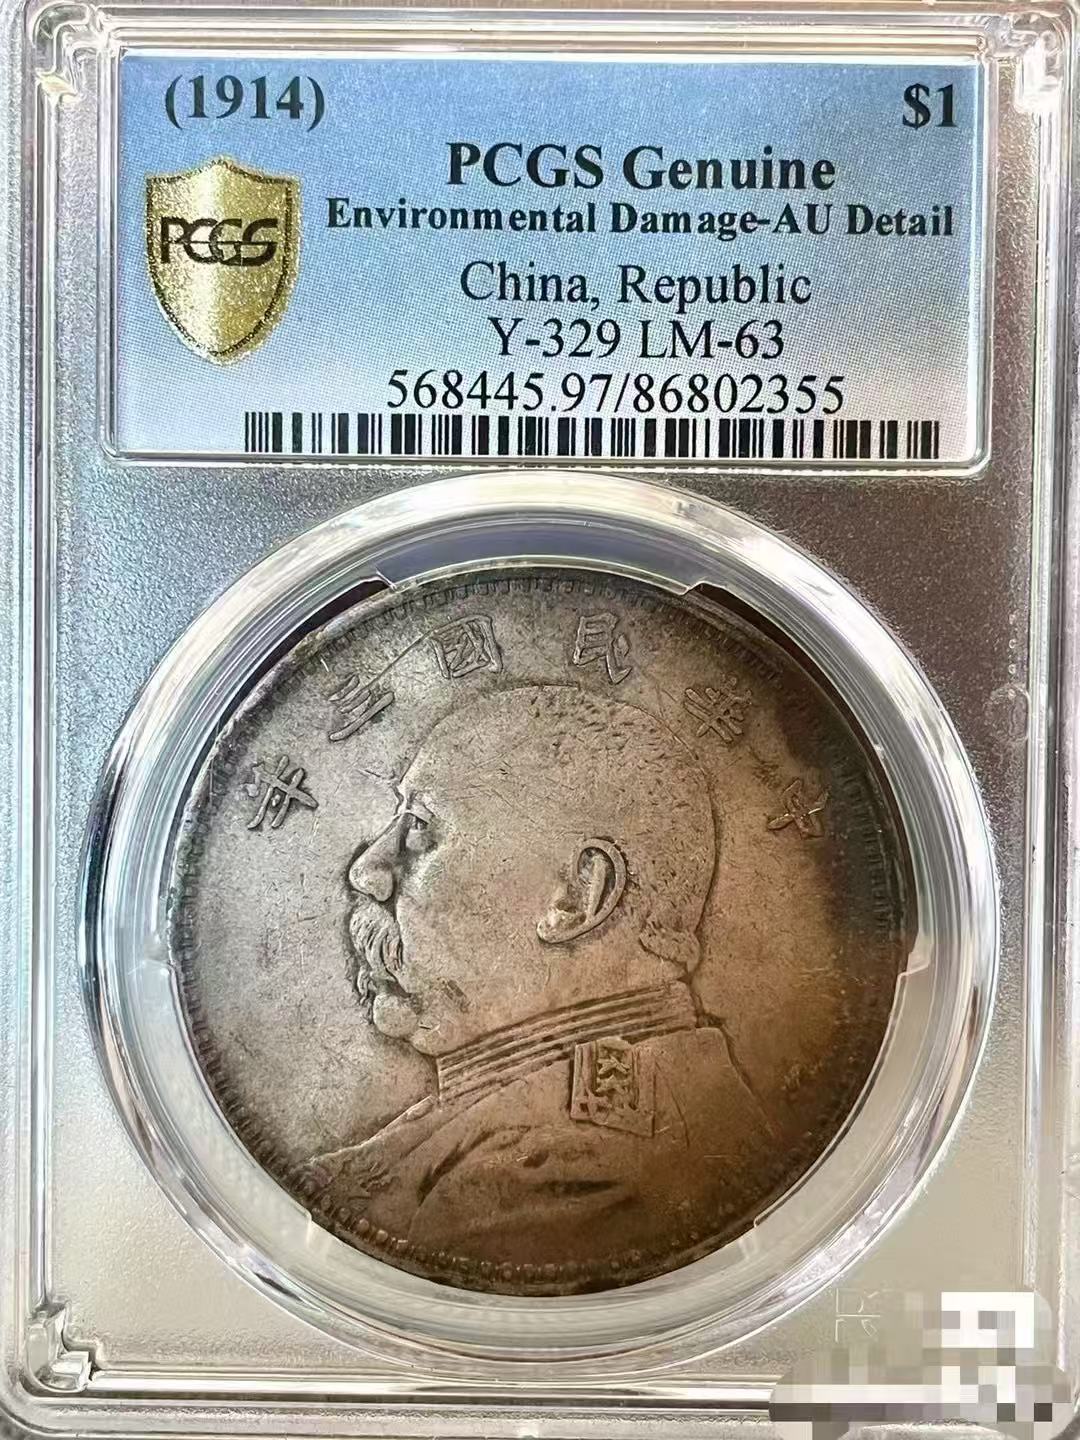 (1914) $1
PCGS Genuine
PCGS
Environmental Damage-AU Detail
China, Republic
Y-329 LM-63
568445.97/86802355
年三國民華中